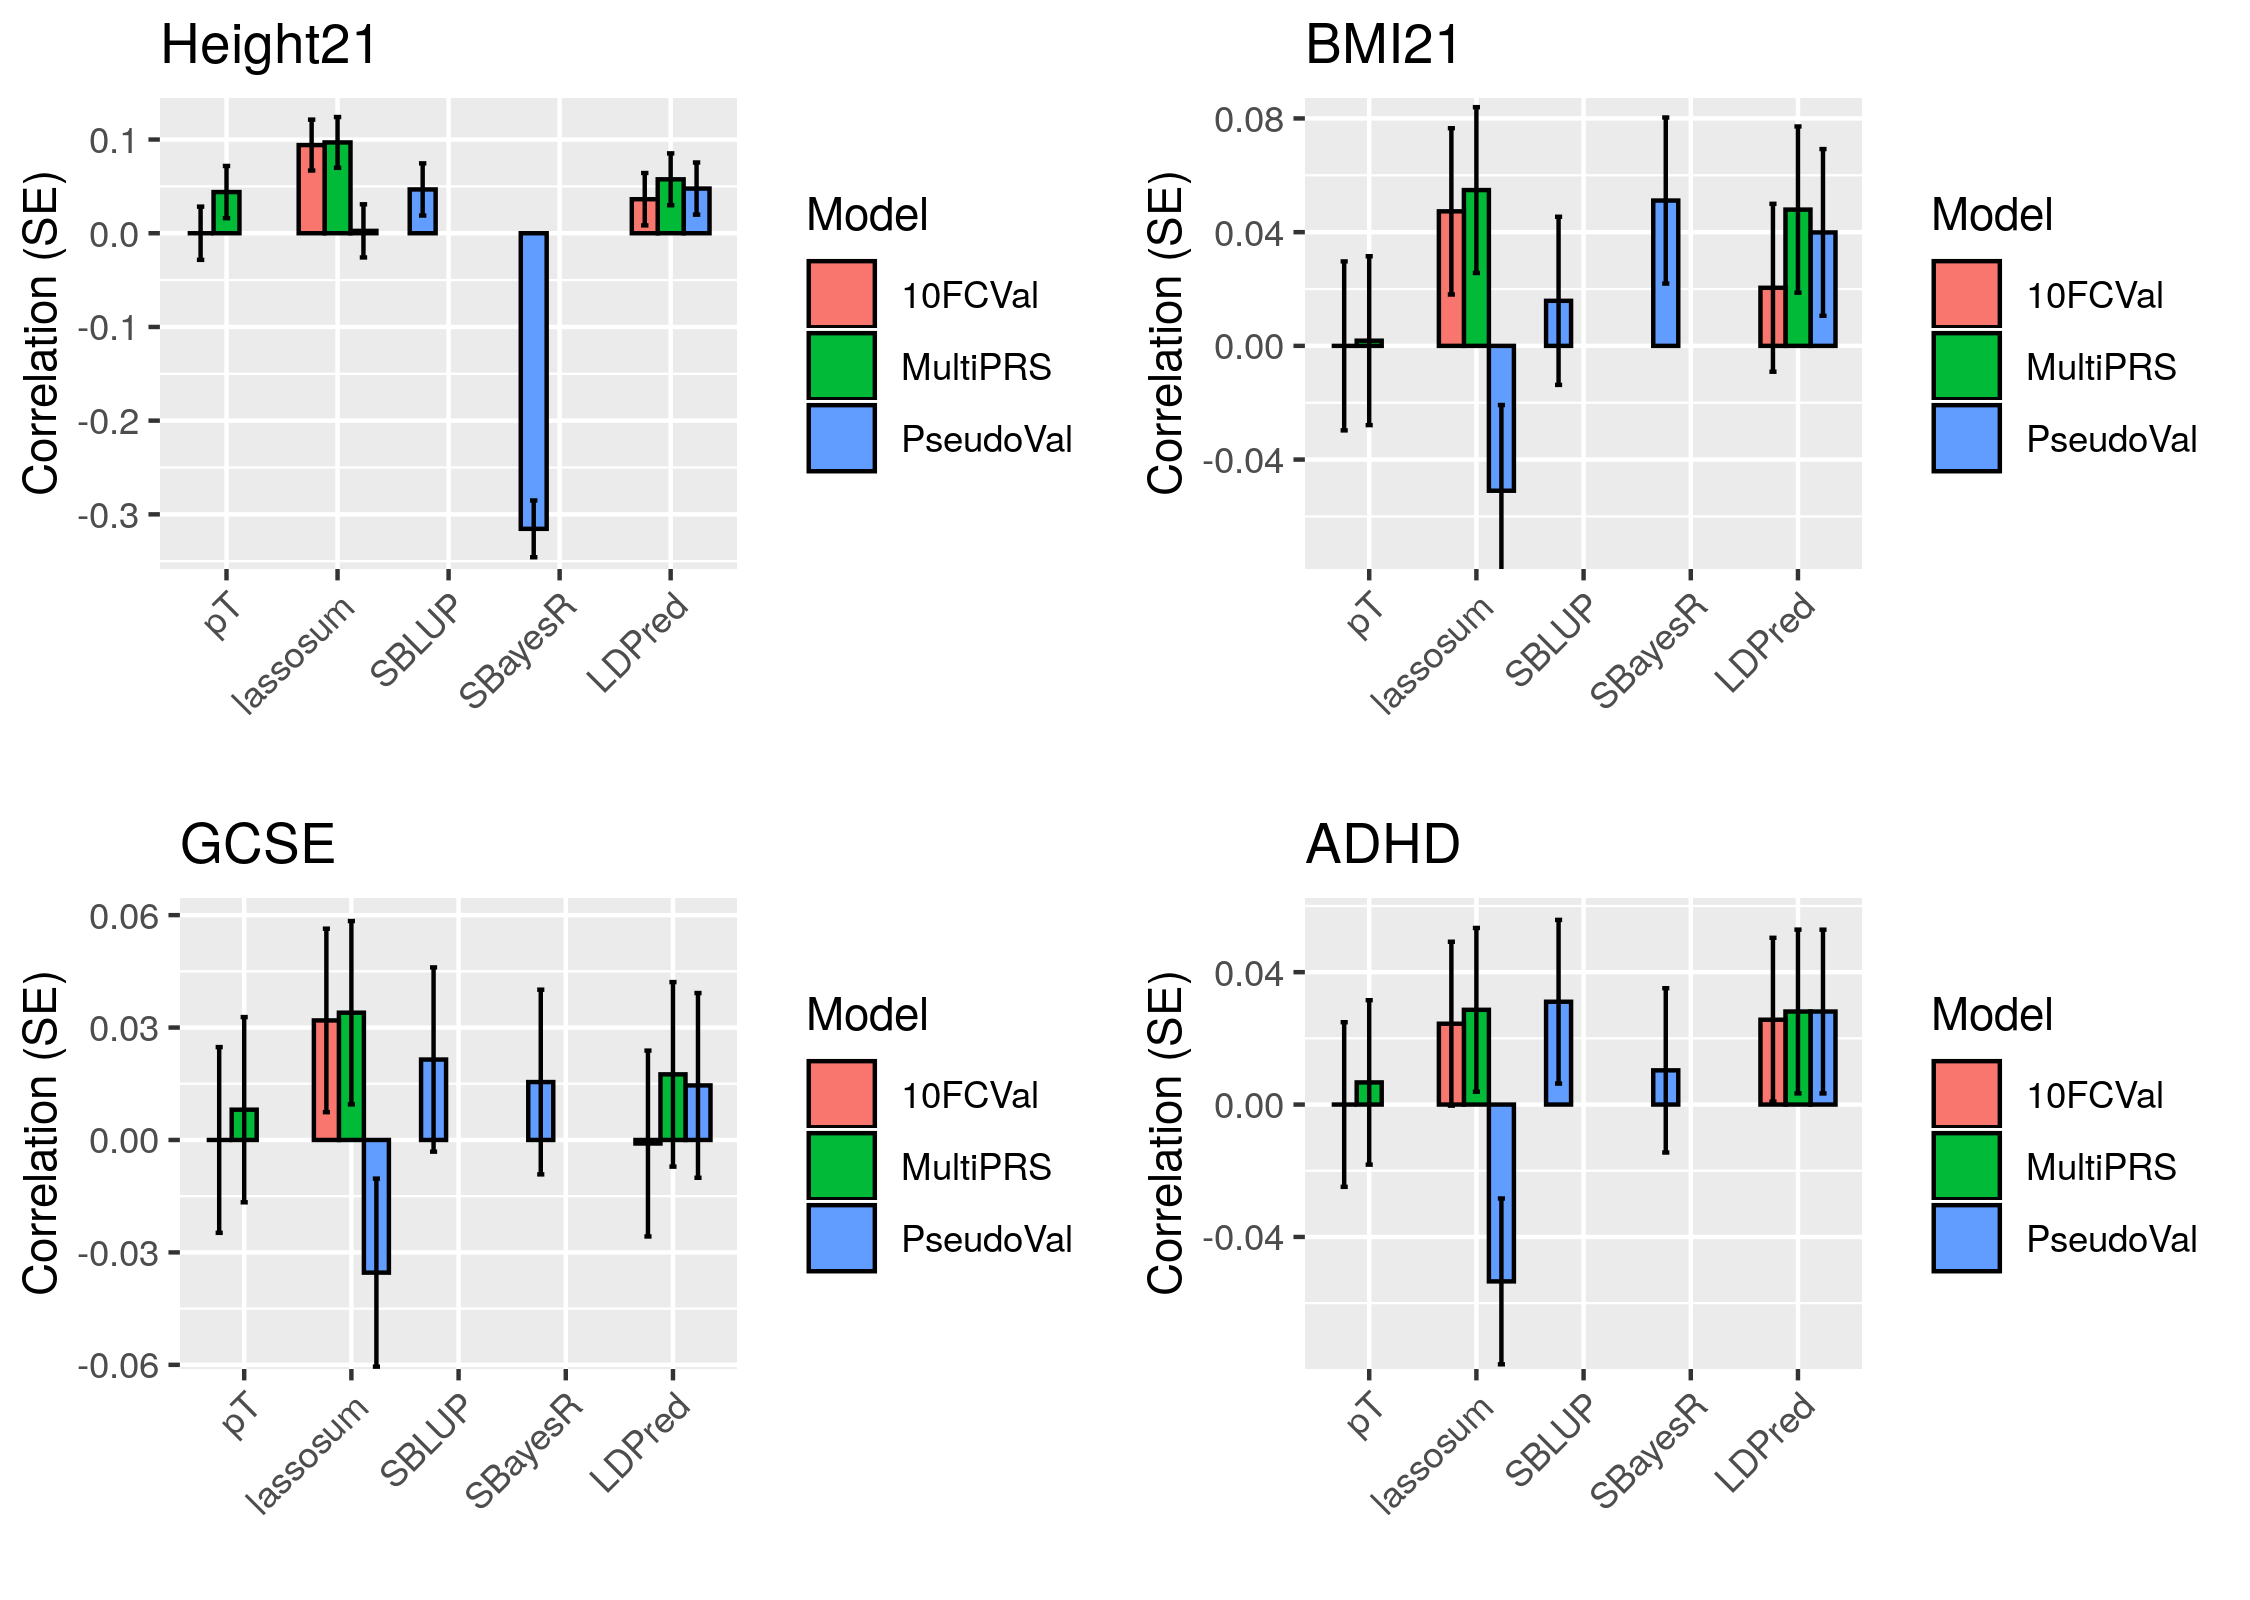 Height21
Correlation (SE)
0.1
0.0
-0.1
-0.2
-0.3
pT
lassosum
SBLUP
SBayesR
LDPred
Model
10FCVal
MultiPRS
PseudoVal
BMI21
Correlation (SE)
0.08
0.04
0.00
-0.04
pT
lassosum
SBLUP
SBayesR
LDPred
Model
10FCVal
MultiPRS
PseudoVal
GCSE
Correlation (SE)
0.06
0.03
0.00
-0.03
-0.06
pT
lassosum
SBLUP
SBayesR
LDPred
Model
10FCVal
MultiPRS
PseudoVal
ADHD
Correlation (SE)
0.04
0.00
-0.04
pT
lassosum
SBLUP
SBayesR
LDPred
Model
10FCVal
MultiPRS
PseudoVal